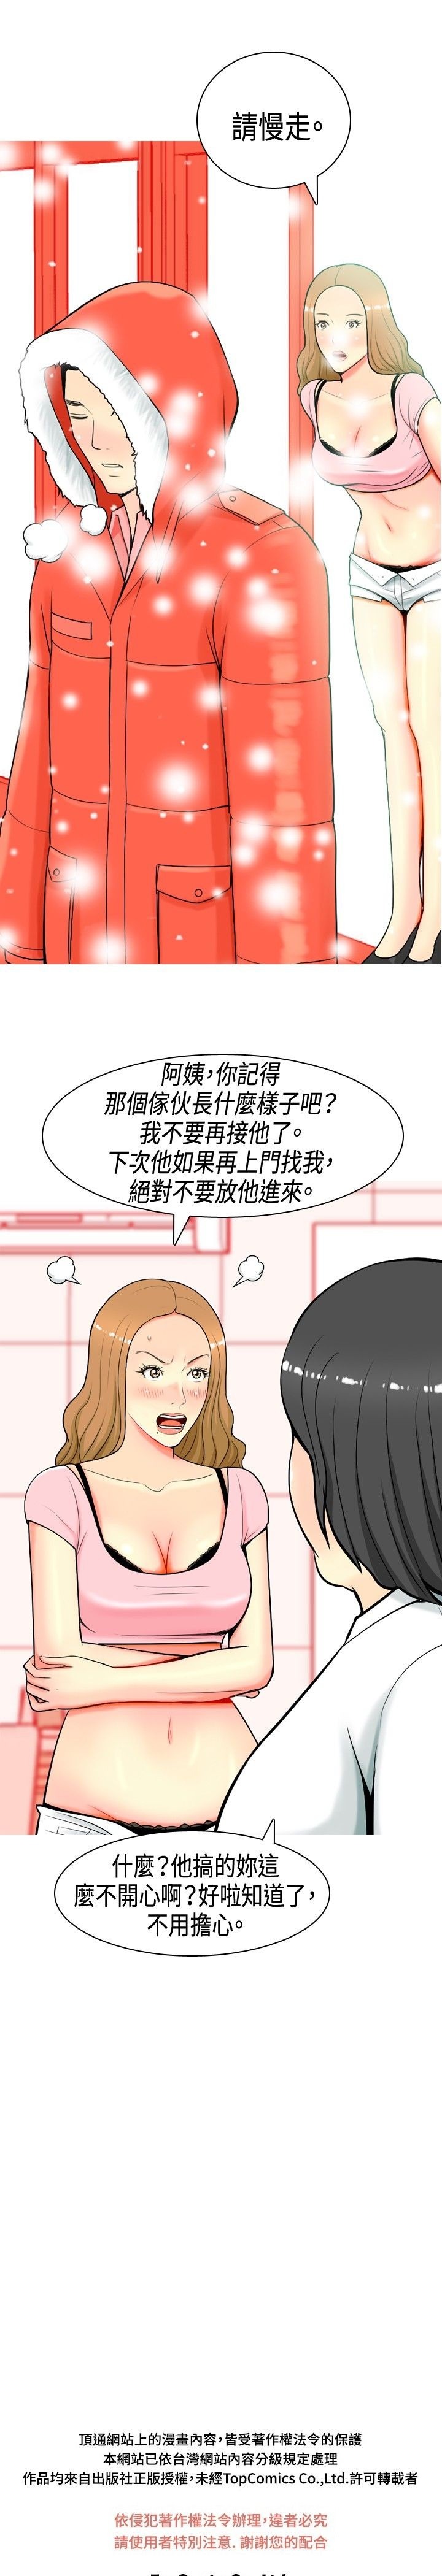 請慢走。
阿姨，你記得
那個傢伙長什麼樣子吧？
我不要再接他了。
下次他如果再上門找我，
絕對不要放他進來。
什麼？他搞的妳這
麼不開心啊？好啦知道了，
不用擔心。
頂通網站上的漫畫內容，皆受著作權法令的保護
本網站已依台灣網站內容分級規定處理
作品均來自出版社正版授權，未經TopComics Co.,Ltd.許可轉載者
依侵犯著作權法令辦理，違者必究
請使用者特別注意. 謝謝您的配合